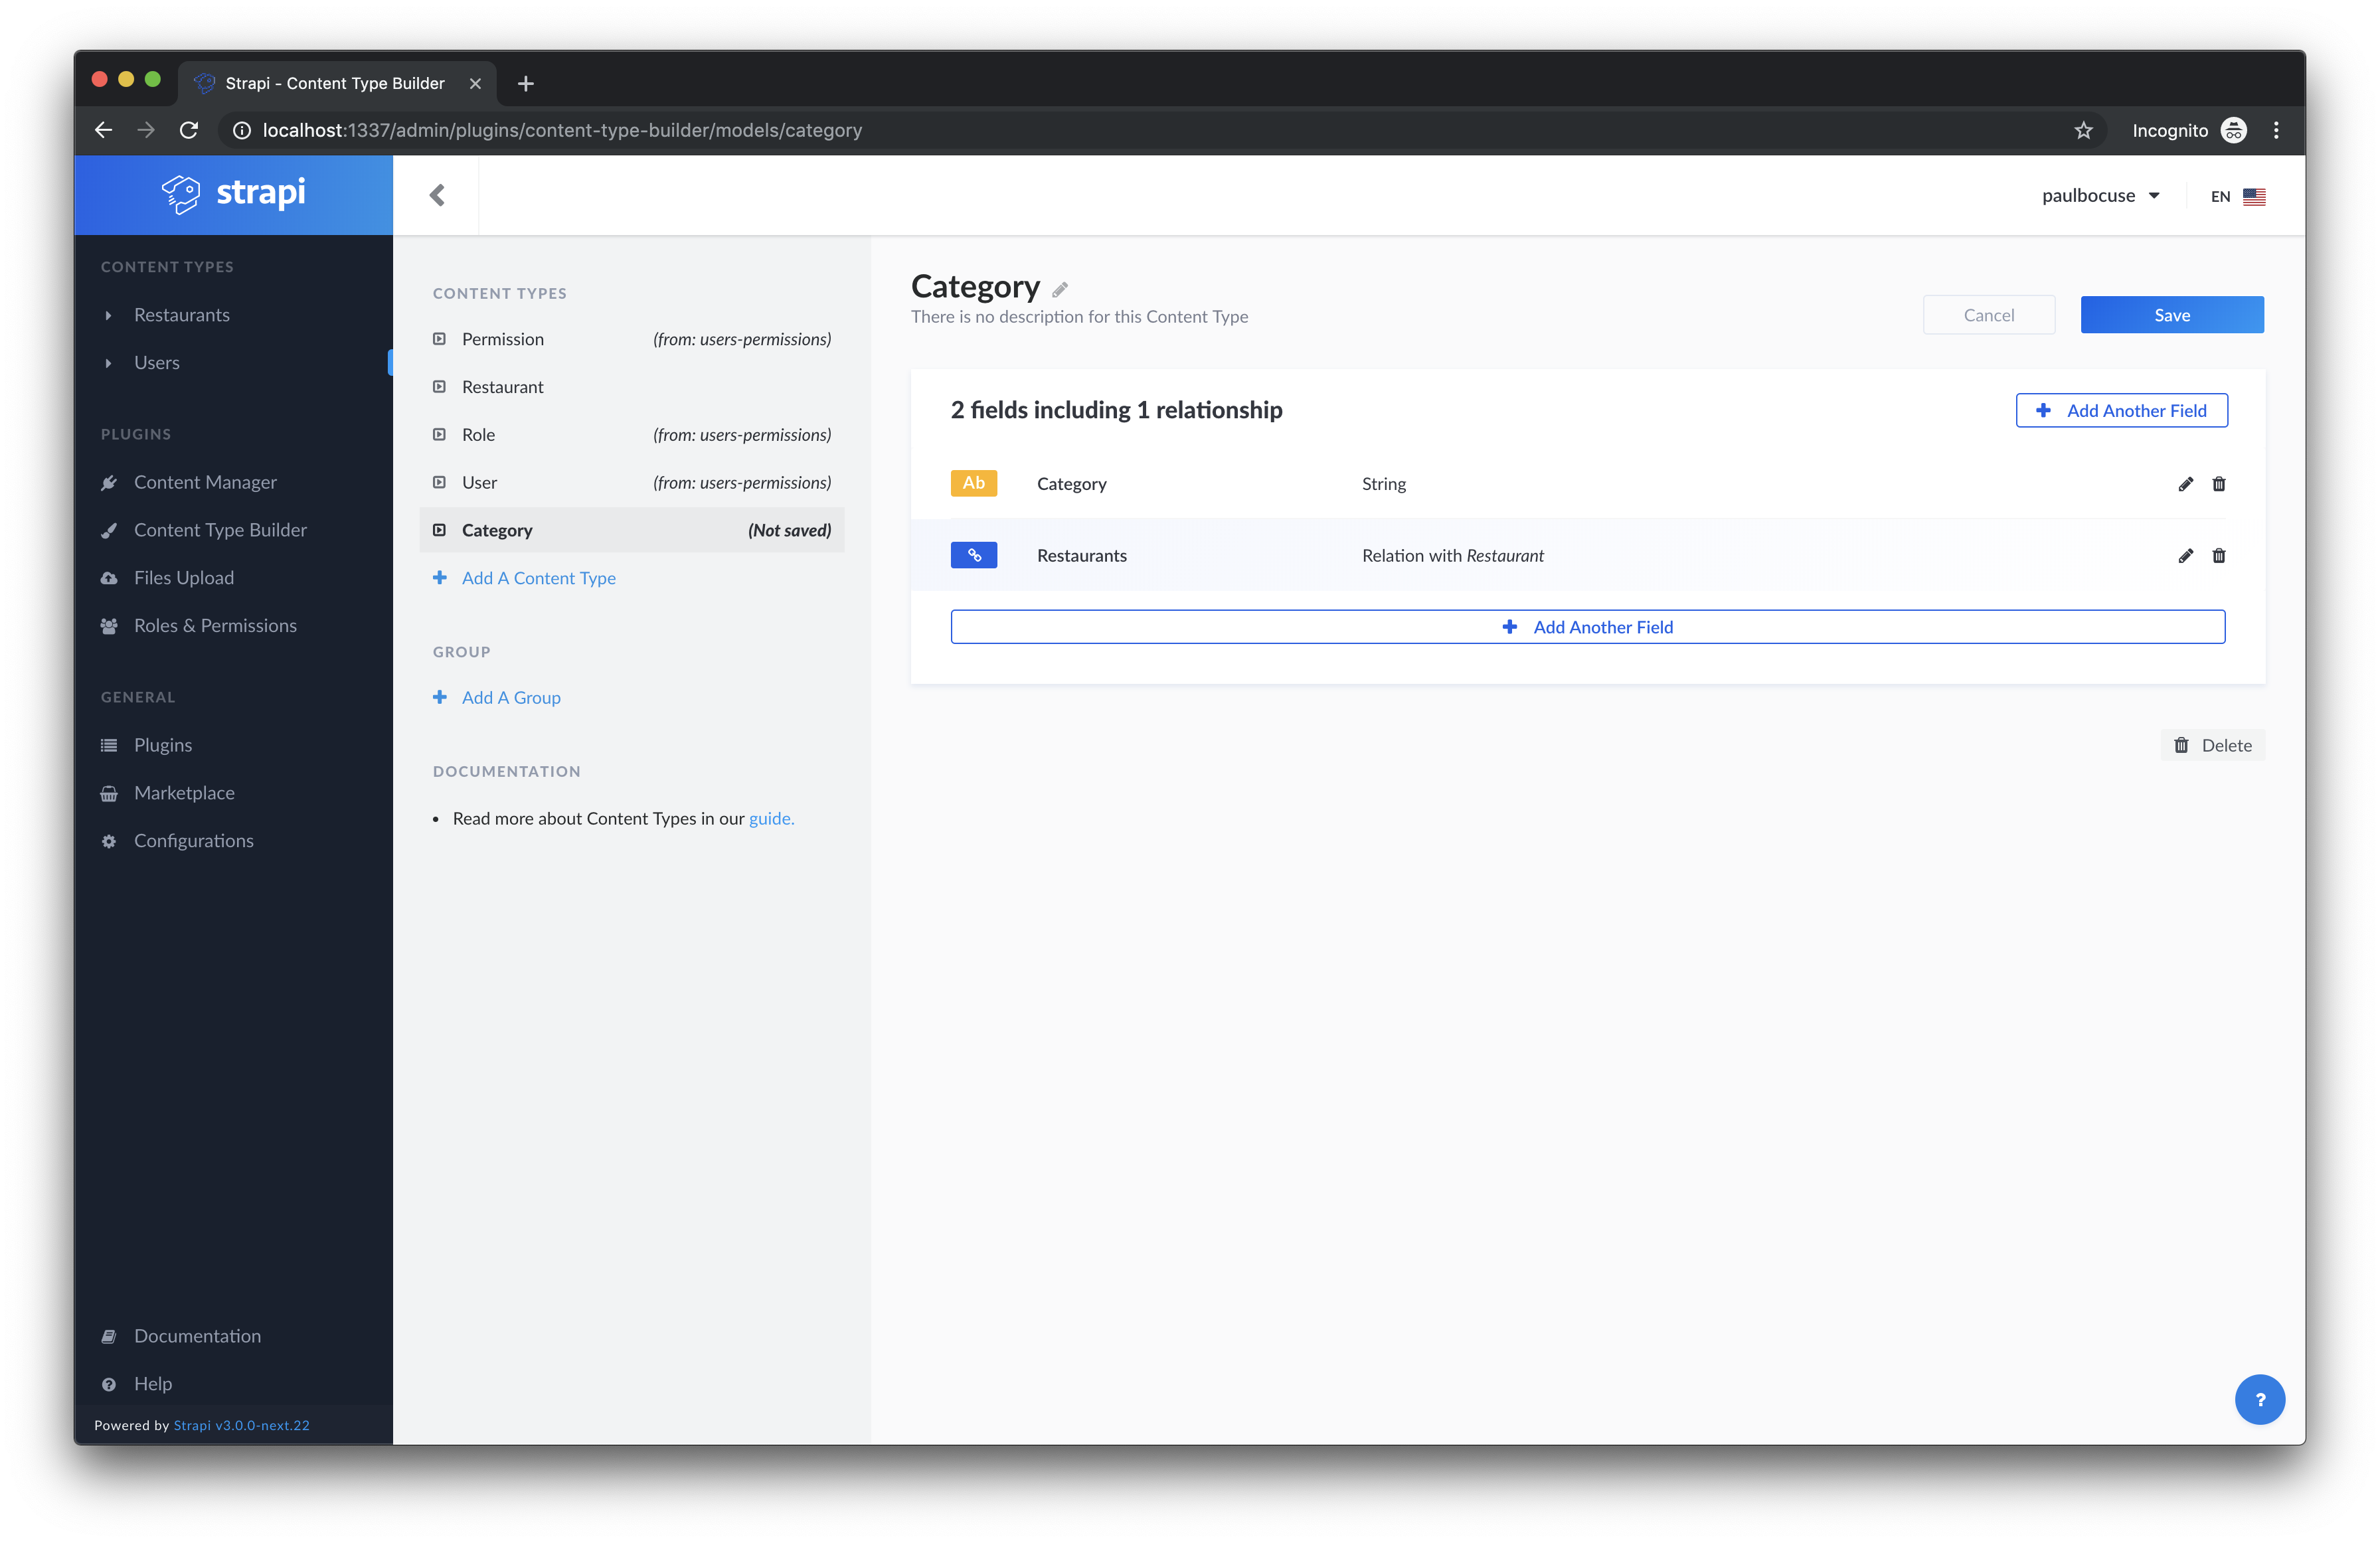 Strapi - Content Type Builder
localhost:1337/admin/plugins/content-type-builder/models/category
Incognito
strapi
paulbocuse
EN
CONTENT TYPES
Restaurants
Users
PLUGINS
Content Manager
Content Type Builder
Files Upload
Roles & Permissions
GENERAL
Plugins
Marketplace
Configurations
Documentation
Help
Powered by Strapi v3.0.0-next.22
CONTENT TYPES
Permission (from: users-permissions)
Restaurant
Role (from: users-permissions)
User (from: users-permissions)
Category (Not saved)
Add A Content Type
GROUP
Add A Group
DOCUMENTATION
• Read more about Content Types in our guide.
Category
There is no description for this Content Type
Cancel
Save
2 fields including 1 relationship
Add Another Field
Ab Category String
Restaurants Relation with Restaurant
Add Another Field
Delete
?